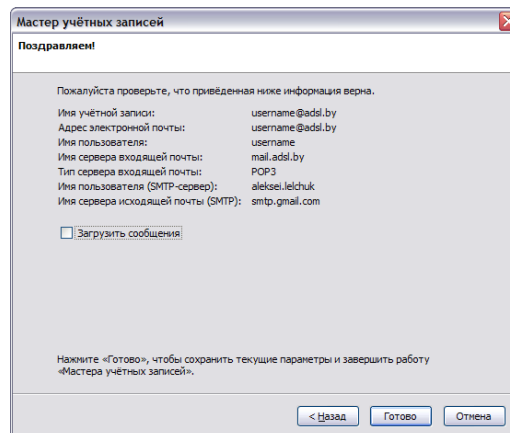 Мастер учётных записей
Поздравляем!
Пожалуйста проверьте, что привёденная ниже информация верна.
Имя учётной записи: username@adsl.by
Адрес электронной почты: username@adsl.by
Имя пользователя: username
Имя сервера входящей почты: mail.adsl.by
Тип сервера входящей почты: POP3
Имя пользователя (SMTP-сервер): aleksei.lelchuk
Имя сервера исходящей почты (SMTP): smtp.gmail.com
Загрузить сообщения
Нажмите «Готово», чтобы сохранить текущие параметры и завершить работу
«Мастера учётных записей».
< Назад Готово Отмена